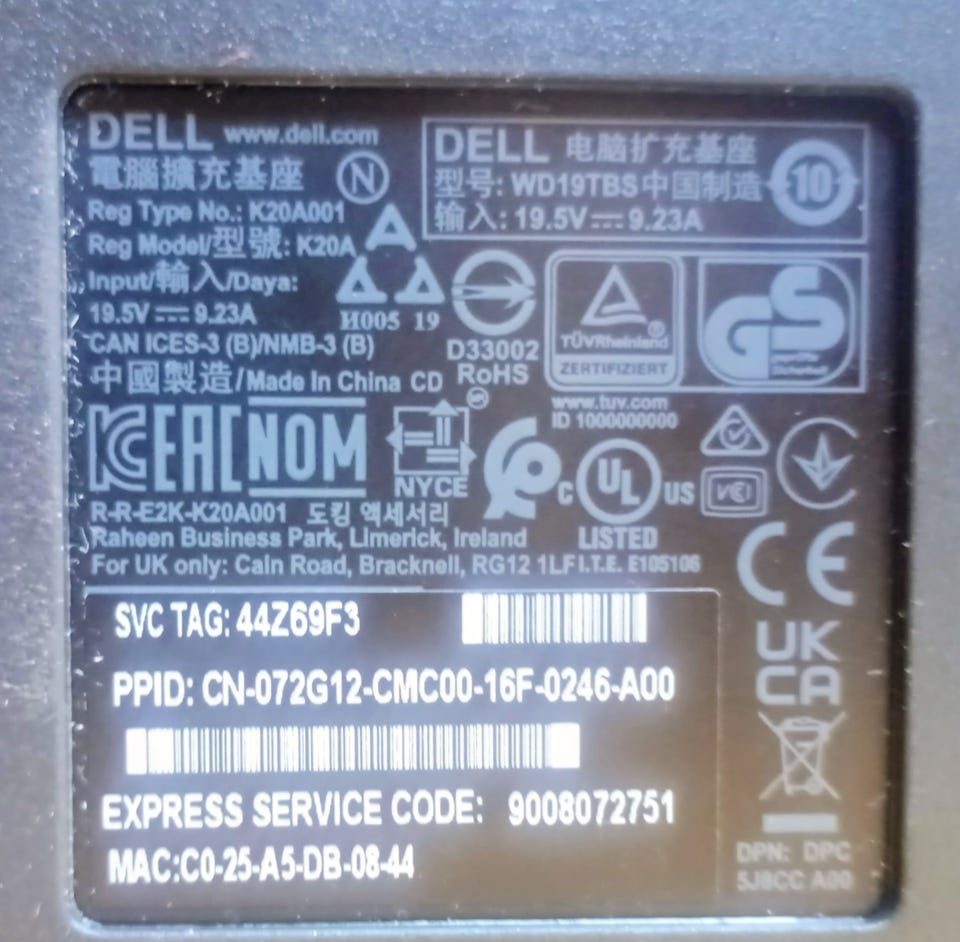 DELL www.dell.com
電腦擴充基座 N
Reg Type No.: K20A001
Reg Model/型號: K20A
Input/輸入/Daya:
19.5V⎓9.23A
CAN ICES-3 (B)/NMB-3 (B)
中國製造/Made In China CD
DELL 电脑扩充基座
型号: WD19TBS中国制造
输入: 19.5V⎓9.23A
10
И005 19
D33002
RoHS
TÜVRheinland
ZERTIFIZIERT
GS
geprüfte
Sicherheit
www.tuv.com
ID 1000000000
KC EAC NOM
NYCE
C UL US
LISTED
I.T.E. E105106
VCI
R-R-E2K-K20A001 도킹 액세서리
Raheen Business Park, Limerick, Ireland
For UK only: Cain Road, Bracknell, RG12 1LF
CE
UK
CA
SVC TAG: 44Z69F3
PPID: CN-072G12-CMC00-16F-0246-A00
EXPRESS SERVICE CODE: 9008072751
MAC:C0-25-A5-DB-08-44
DPN: DPC
5J8CC A00